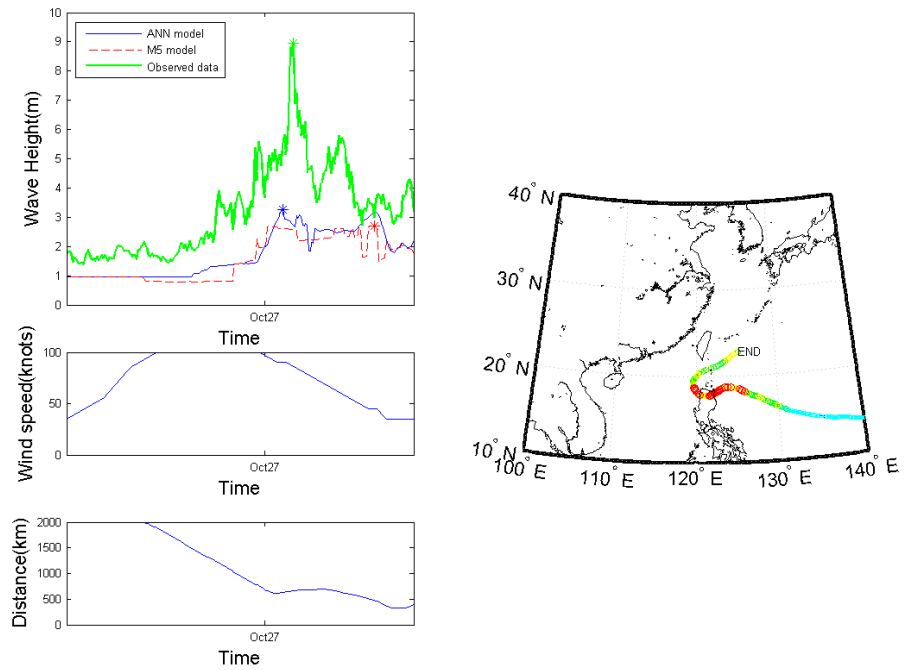 10
9
8
7
6
5
4
3
2
1
0
Wave Height(m)
ANN model
M5 model
Observed data
Oct27
Time
100
50
0
Wind speed(knots)
Oct27
Time
2000
1500
1000
500
0
Distance(km)
Oct27
Time
40° N
30° N
20° N
10° N
100° E
110° E
120° E
130° E
140° E
END